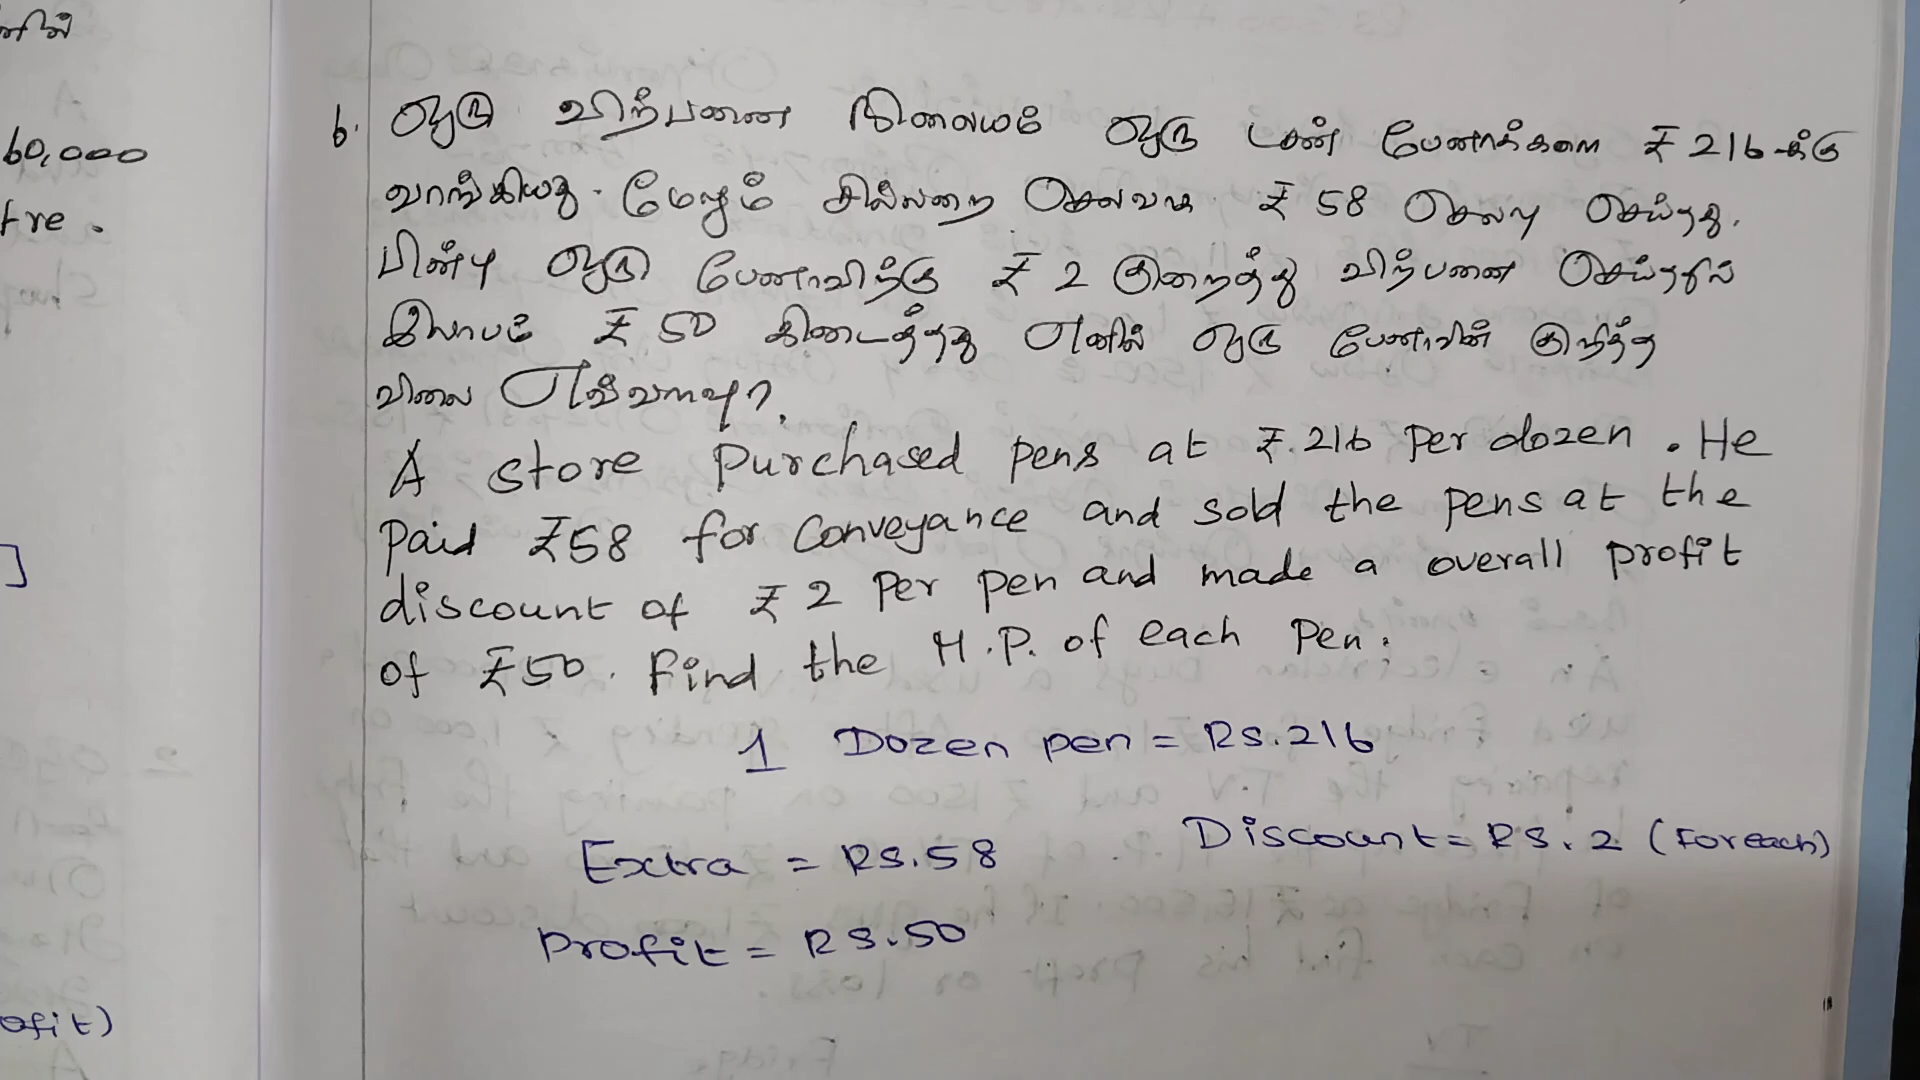 60,000
fre.
]
ofit)
6. ஒரு விற்பனை நிலையம் ஒரு டசன் பேனாக்களை ₹ 216-க்கு
வாங்கியது. மேலும் சில்லறை செலவாக ₹ 58 செலவு செய்தது.
பின்பு ஒரு பேனாவிற்கு ₹ 2 குறைத்து விற்பனை செய்ததில்
இலாபம் ₹ 50 கிடைத்தது எனில் ஒரு பேனாவின் குறித்த
விலை எவ்வளவு?
A store purchased pens at ₹.216 per dozen. He
paid ₹58 for conveyance and sold the pens at the
discount of ₹ 2 Per pen and made a overall profit
of ₹50. Find the M.P. of each Pen.
1 Dozen pen = Rs.216
Extra = Rs.58 Discount = Rs.2 (For each)
Profit = Rs.50